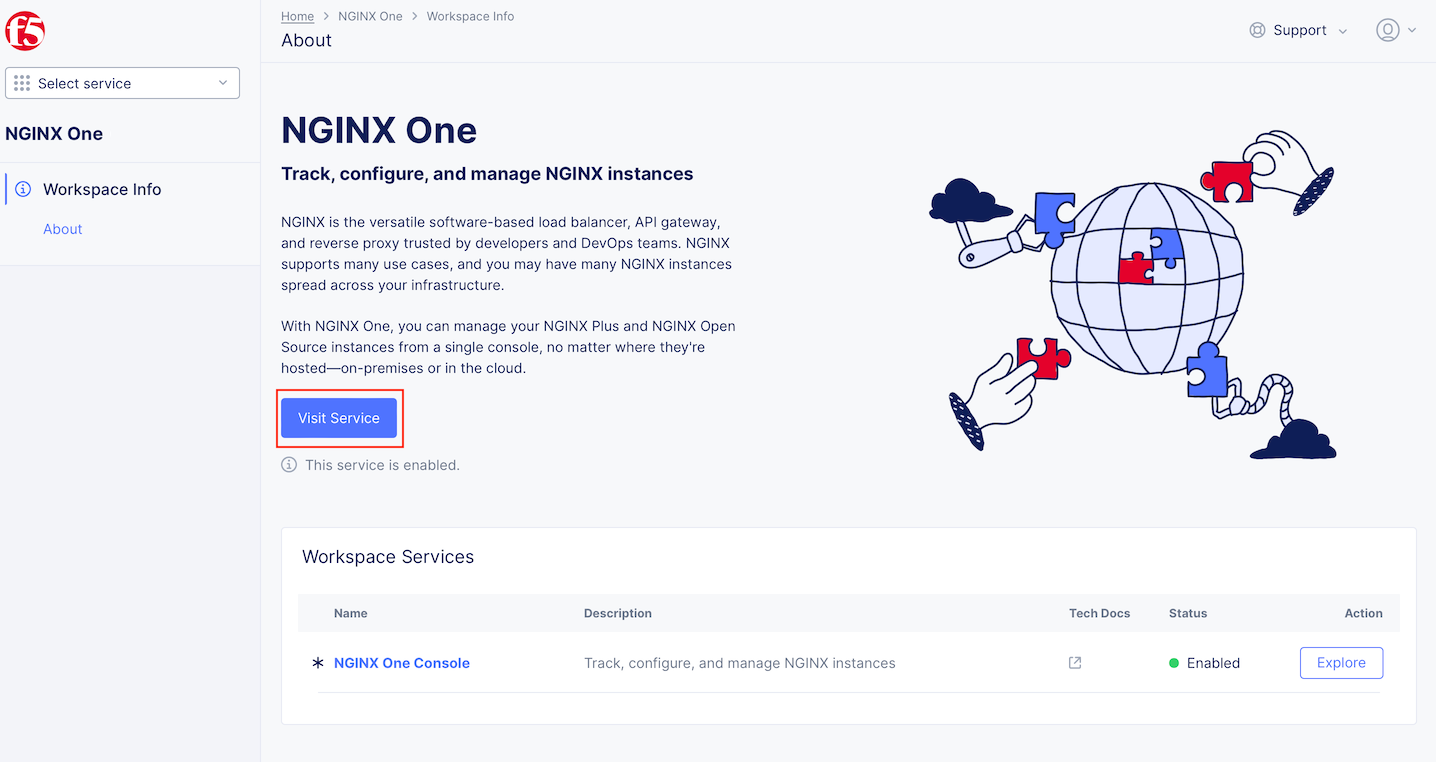 f5
Select service
NGINX One
Workspace Info
About
Home > NGINX One > Workspace Info
About
Support
NGINX One
Track, configure, and manage NGINX instances
NGINX is the versatile software-based load balancer, API gateway,
and reverse proxy trusted by developers and DevOps teams. NGINX
supports many use cases, and you may have many NGINX instances
spread across your infrastructure.
With NGINX One, you can manage your NGINX Plus and NGINX Open
Source instances from a single console, no matter where they're
hosted—on-premises or in the cloud.
Visit Service
This service is enabled.
Workspace Services
Name Description Tech Docs Status Action
NGINX One Console Track, configure, and manage NGINX instances Enabled Explore